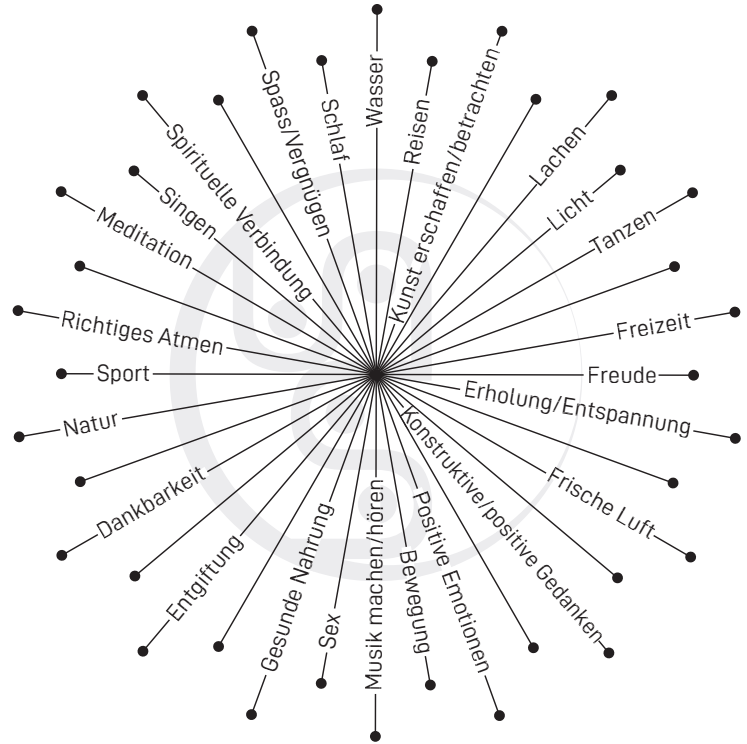 Wasser
Reisen
Kunst erschaffen/betrachten
Lachen
Licht
Tanzen
Freizeit
Freude
Erholung/Entspannung
Frische Luft
Konstruktive/positive Gedanken
Positive Emotionen
Bewegung
Musik machen/hören
Sex
Gesunde Nahrung
Entgiftung
Dankbarkeit
Natur
Sport
Richtiges Atmen
Meditation
Singen
Spirituelle Verbindung
Spass/Vergnügen
Schlaf